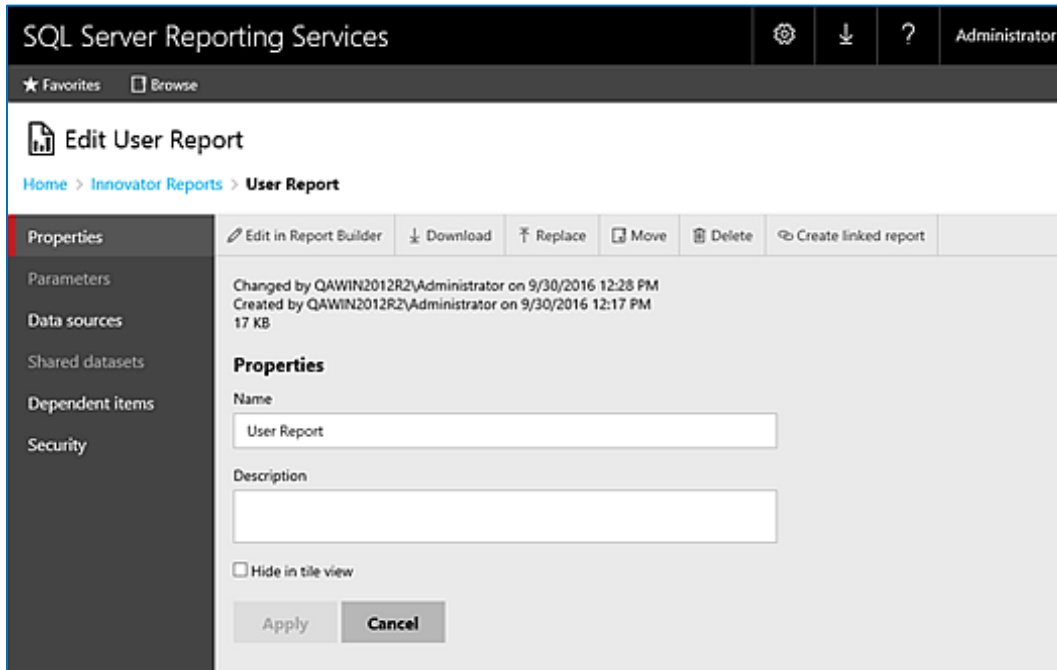 SQL Server Reporting Services ? Administrator
Favorites Browse
Edit User Report
Home > Innovator Reports > User Report
Properties
Parameters
Data sources
Shared datasets
Dependent items
Security
Edit in Report Builder Download Replace Move Delete Create linked report
Changed by QAWIN2012R2\Administrator on 9/30/2016 12:28 PM
Created by QAWIN2012R2\Administrator on 9/30/2016 12:17 PM
17 KB
Properties
Name
User Report
Description
Hide in tile view
Apply Cancel